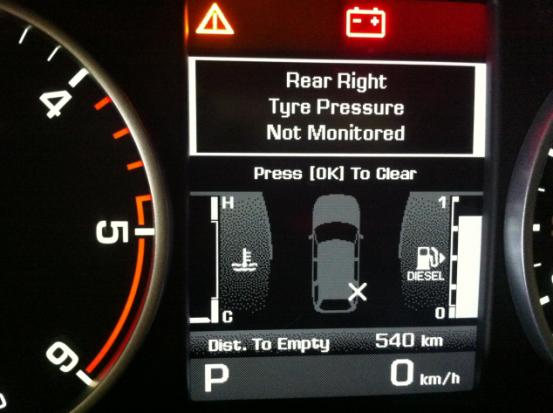 Rear Right
Tyre Pressure
Not Monitored
Press [OK] To Clear
H
1
4
5
6
DIESEL
C
0
Dist. To Empty 540 km
P 0 km/h